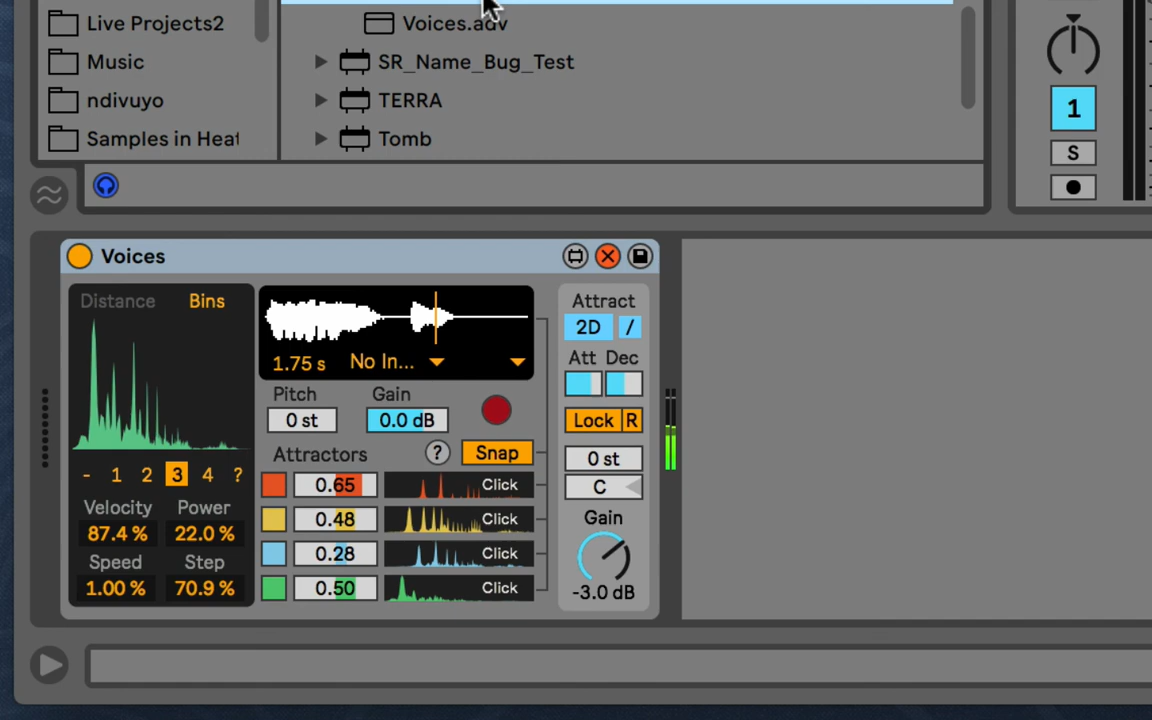 Live Projects2
Music
ndivuyo
Samples in Heat
Voices.adv
SR_Name_Bug_Test
TERRA
Tomb
1
S
Voices
Distance Bins
- 1 2 3 4 ?
Velocity Power
87.4 % 22.0 %
Speed Step
1.00 % 70.9 %
1.75 s No In...
Pitch Gain
0 st 0.0 dB
Attractors ? Snap
0.65 Click
0.48 Click
0.28 Click
0.50 Click
Attract
2D /
Att Dec
Lock R
0 st
C
Gain
-3.0 dB